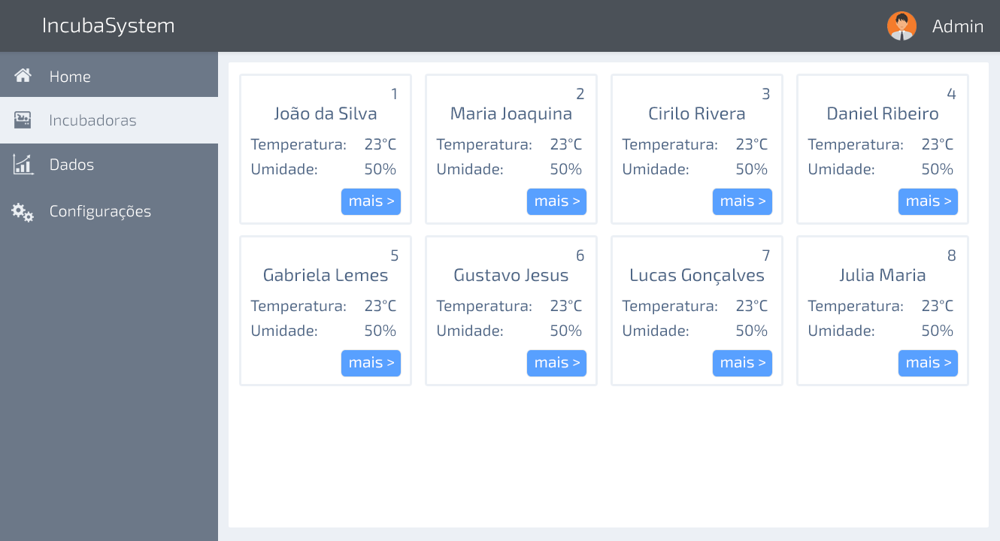 IncubaSystem
Admin
Home
Incubadoras
Dados
Configurações
1
João da Silva
Temperatura: 23°C
Umidade: 50%
mais >
2
Maria Joaquina
Temperatura: 23°C
Umidade: 50%
mais >
3
Cirilo Rivera
Temperatura: 23°C
Umidade: 50%
mais >
4
Daniel Ribeiro
Temperatura: 23°C
Umidade: 50%
mais >
5
Gabriela Lemes
Temperatura: 23°C
Umidade: 50%
mais >
6
Gustavo Jesus
Temperatura: 23°C
Umidade: 50%
mais >
7
Lucas Gonçalves
Temperatura: 23°C
Umidade: 50%
mais >
8
Julia Maria
Temperatura: 23°C
Umidade: 50%
mais >